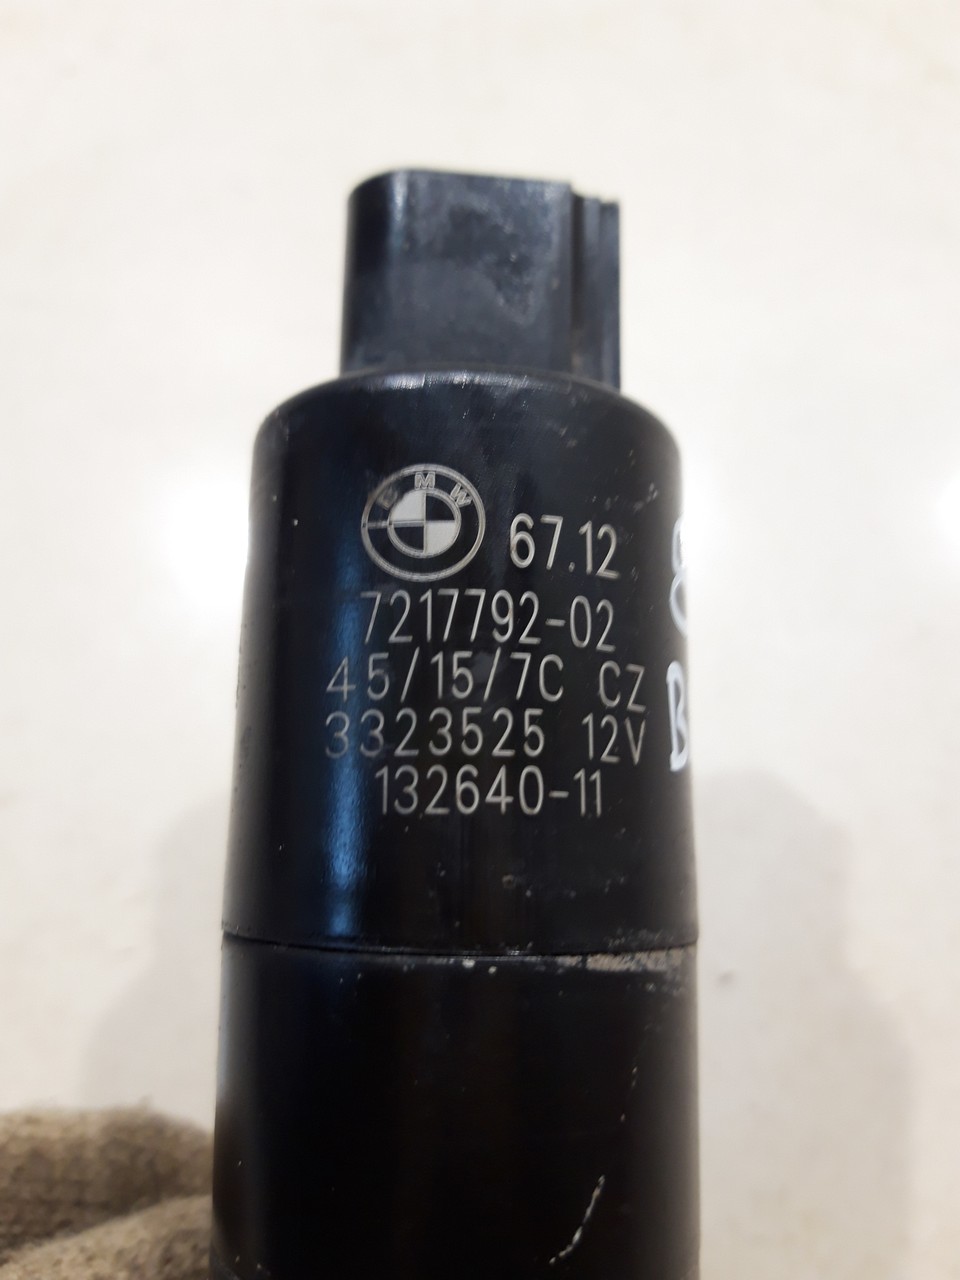 BMW 67.12
7217792-02
45/15/7C CZ
3323525 12V
132640-11
B